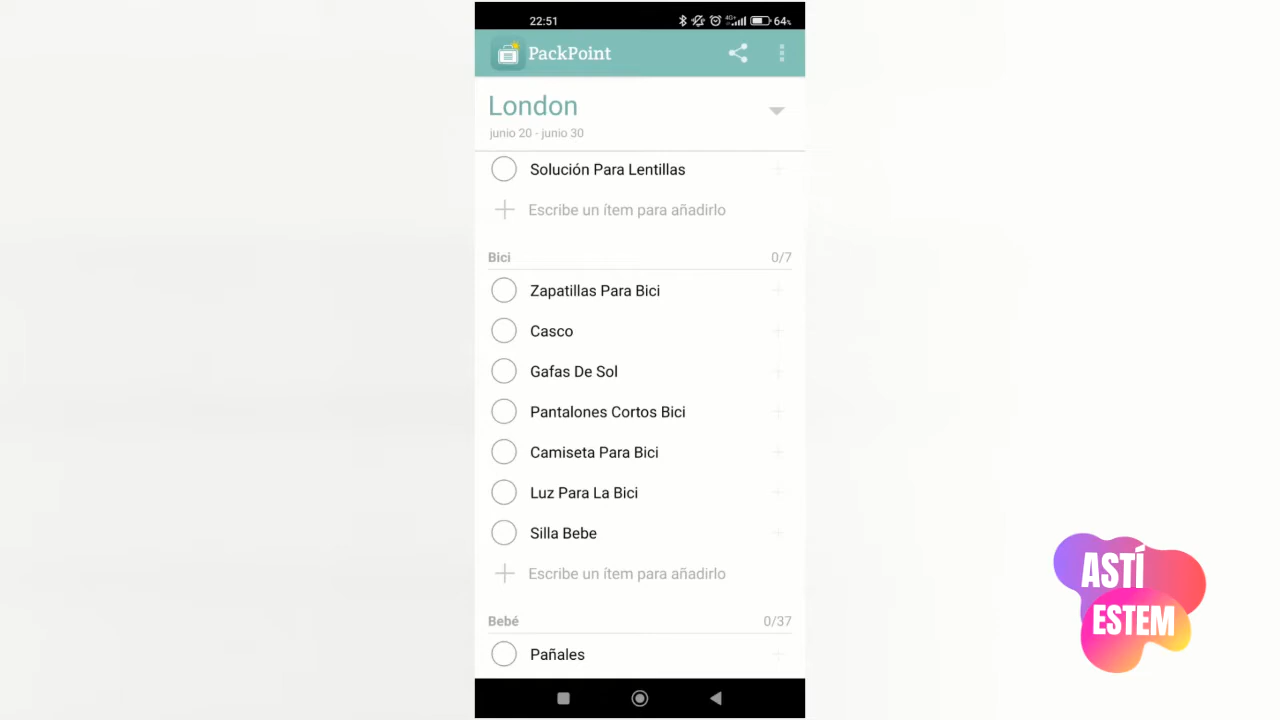 22:51
4G+
64%
PackPoint
London
junio 20 - junio 30
Solución Para Lentillas
Escribe un ítem para añadirlo
Bici 0/7
Zapatillas Para Bici
Casco
Gafas De Sol
Pantalones Cortos Bici
Camiseta Para Bici
Luz Para La Bici
Silla Bebe
Escribe un ítem para añadirlo
Bebé 0/37
Pañales
ASTÍ
ESTEM